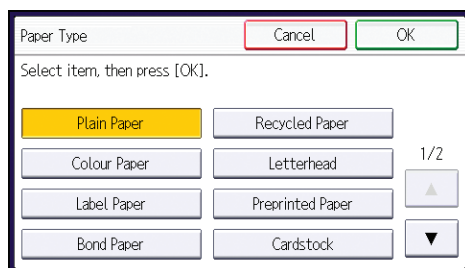 Paper Type Cancel OK
Select item, then press [OK].
Plain Paper Recycled Paper
Colour Paper Letterhead 1/2
Label Paper Preprinted Paper
Bond Paper Cardstock